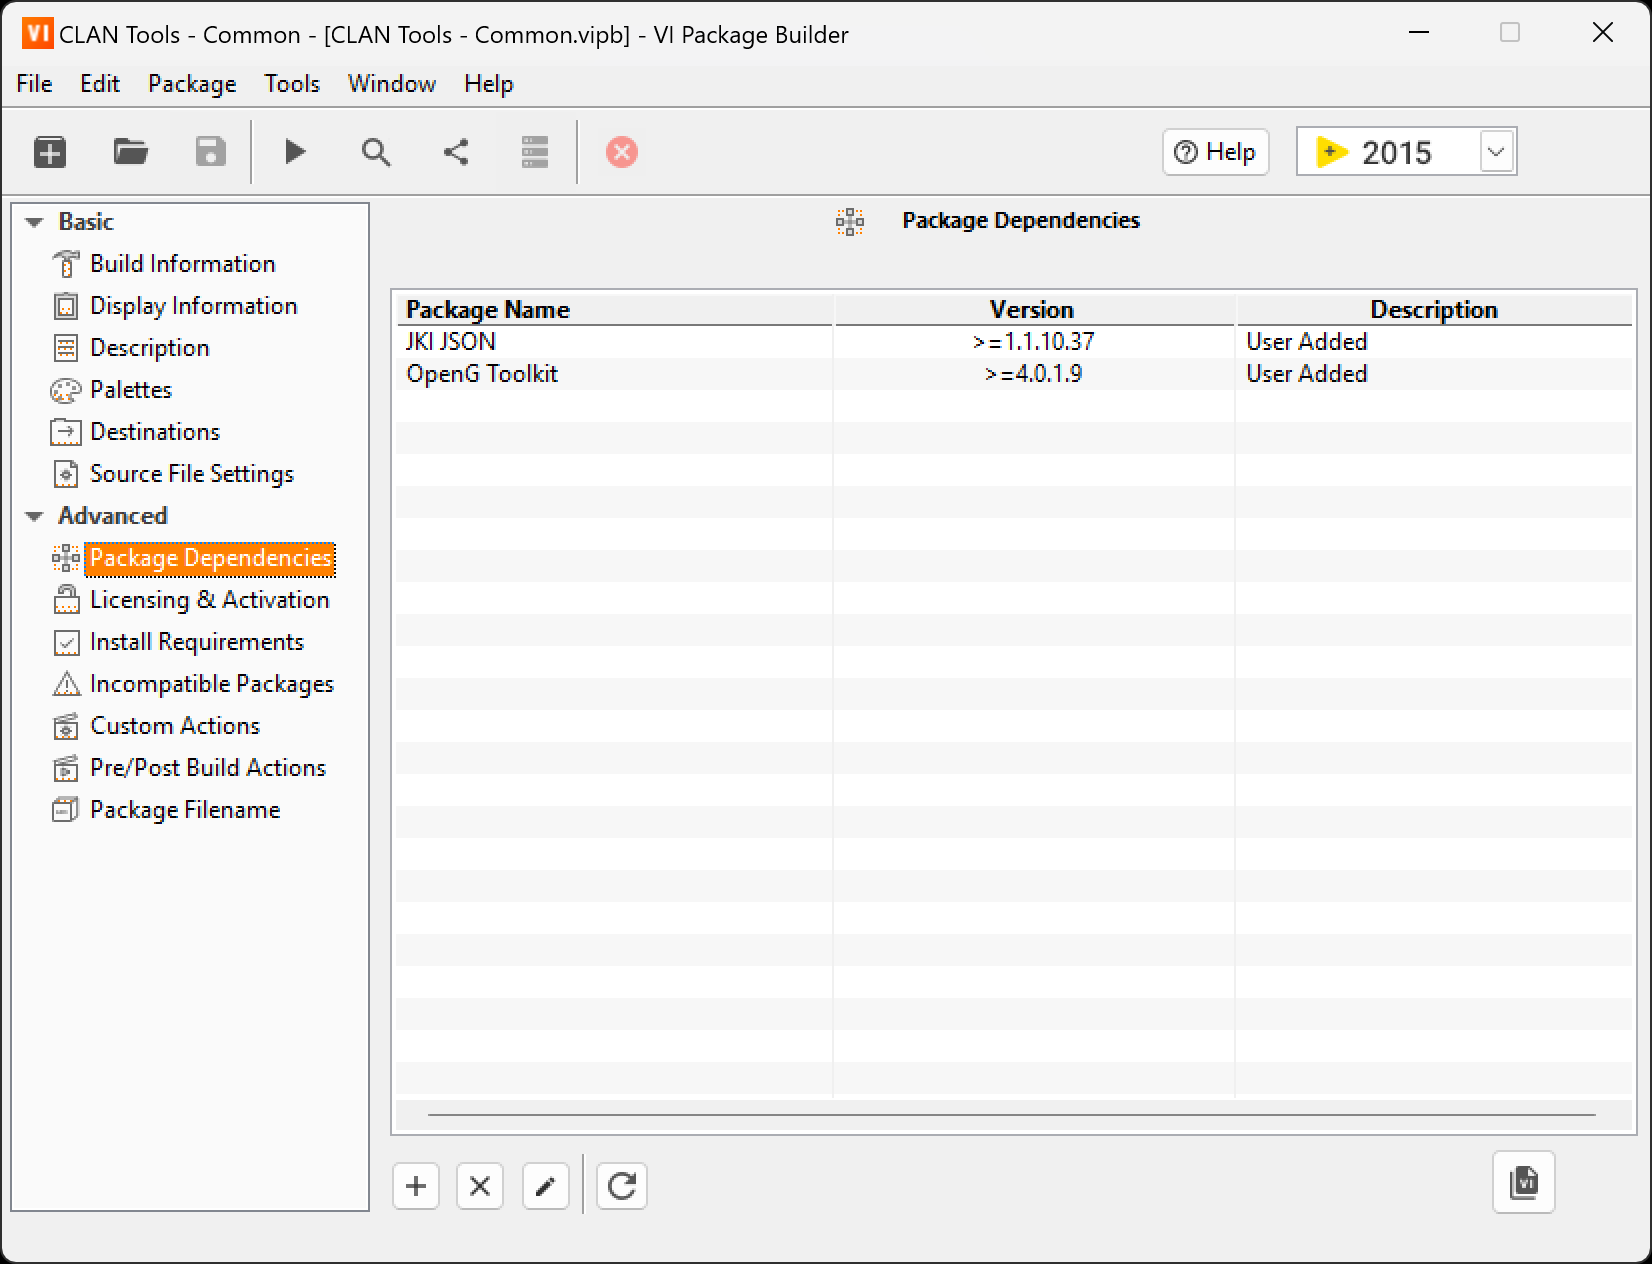 VI CLAN Tools - Common - [CLAN Tools - Common.vipb] - VI Package Builder
File Edit Package Tools Window Help
Help 2015
Basic
Build Information
Display Information
Description
Palettes
Destinations
Source File Settings
Advanced
Package Dependencies
Licensing & Activation
Install Requirements
Incompatible Packages
Custom Actions
Pre/Post Build Actions
Package Filename
Package Dependencies
Package Name Version Description
JKI JSON >=1.1.10.37 User Added
OpenG Toolkit >=4.0.1.9 User Added
VI